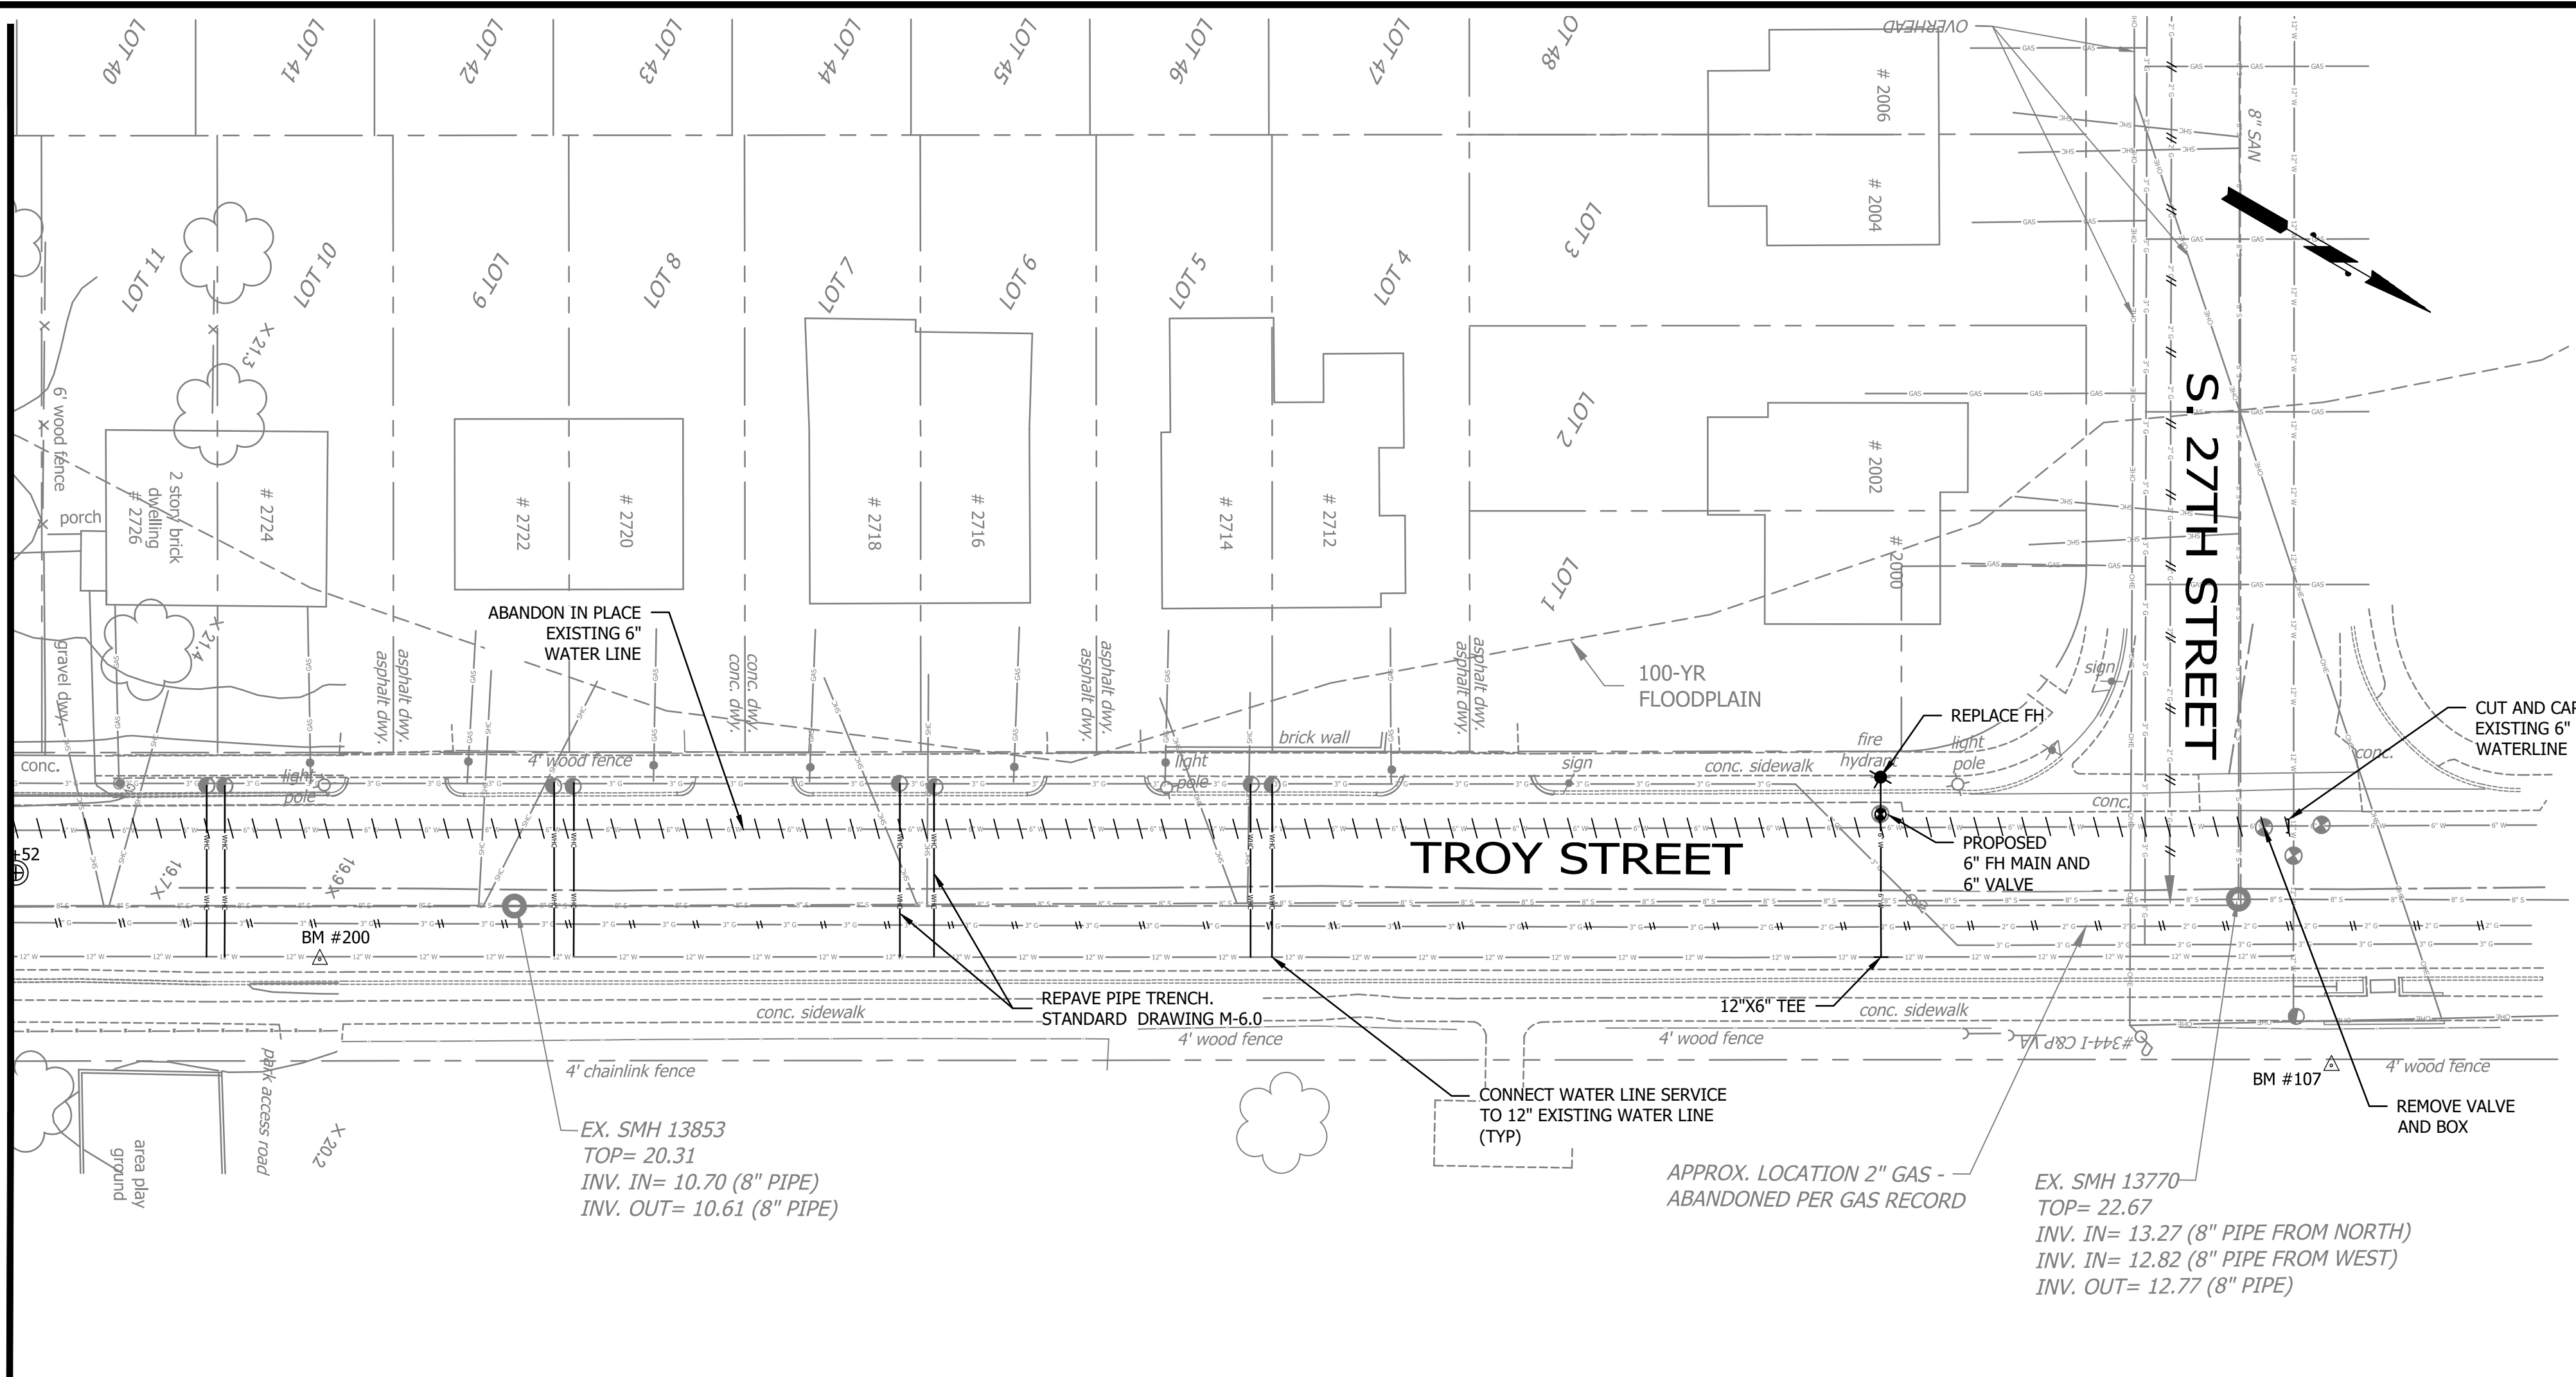 LOT 40
LOT 41
LOT 42
LOT 43
LOT 44
LOT 45
LOT 46
LOT 47
OT 48
OVERHEAD
# 2006
# 2004
8" SAN
LOT 11
LOT 10
LOT 9
LOT 8
LOT 7
LOT 6
LOT 5
LOT 4
LOT 3
LOT 2
LOT 1
X 21.3
6' wood fence
porch
2 story brick
dwelling
# 2726
# 2724
# 2722
# 2720
# 2718
# 2716
# 2714
# 2712
# 2002
# 2000
S. 27TH STREET
ABANDON IN PLACE
EXISTING 6"
WATER LINE
X 21.4
gravel dwy.
asphalt dwy.
asphalt dwy.
conc. dwy.
conc. dwy.
asphalt dwy.
asphalt dwy.
asphalt dwy.
asphalt dwy.
100-YR
FLOODPLAIN
sign
REPLACE FH
CUT AND CAP
EXISTING 6"
WATERLINE
conc.
4' wood fence
light
pole
light
pole
brick wall
sign
conc. sidewalk
fire
hydrant
light
pole
conc.
conc.
+52
19.7X
19.9X
TROY STREET
PROPOSED
6" FH MAIN AND
6" VALVE
BM #200
REPAVE PIPE TRENCH.
STANDARD DRAWING M-6.0
12"X6" TEE
conc. sidewalk
conc. sidewalk
4' wood fence
4' wood fence
#344-I C&P VA
4' chainlink fence
BM #107
4' wood fence
park access road
area play
ground
X 20.2
CONNECT WATER LINE SERVICE
TO 12" EXISTING WATER LINE
(TYP)
REMOVE VALVE
AND BOX
EX. SMH 13853
TOP= 20.31
INV. IN= 10.70 (8" PIPE)
INV. OUT= 10.61 (8" PIPE)
APPROX. LOCATION 2" GAS -
ABANDONED PER GAS RECORD
EX. SMH 13770
TOP= 22.67
INV. IN= 13.27 (8" PIPE FROM NORTH)
INV. IN= 12.82 (8" PIPE FROM WEST)
INV. OUT= 12.77 (8" PIPE)